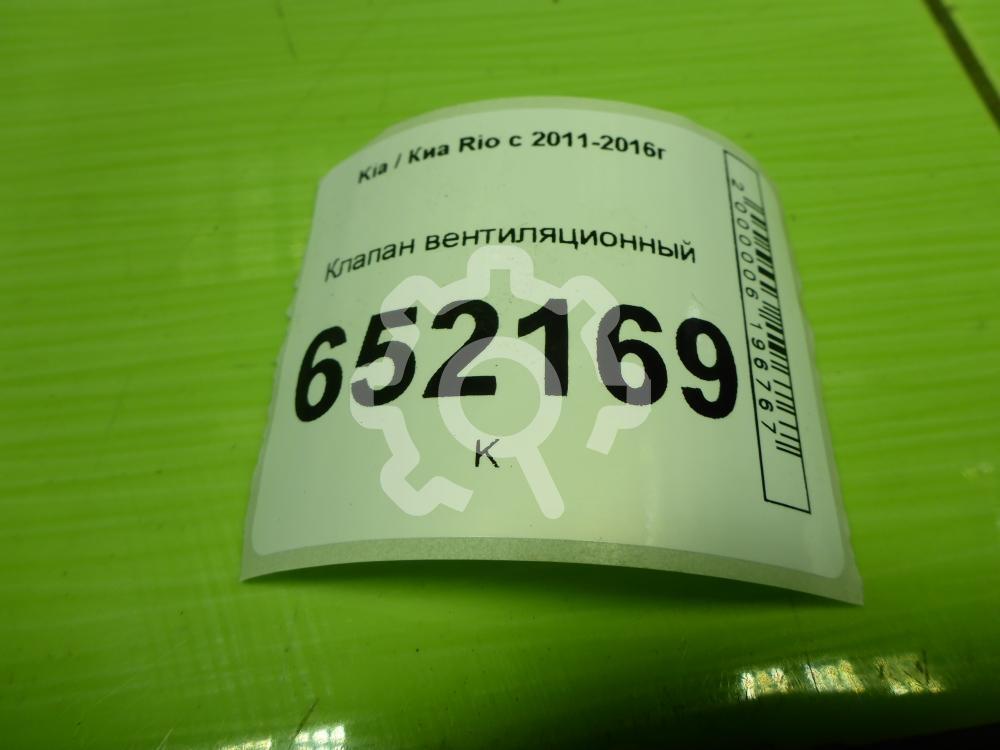 Kia / Киа Rio с 2011-2016г
Клапан вентиляционный
652169
К
2000006196767